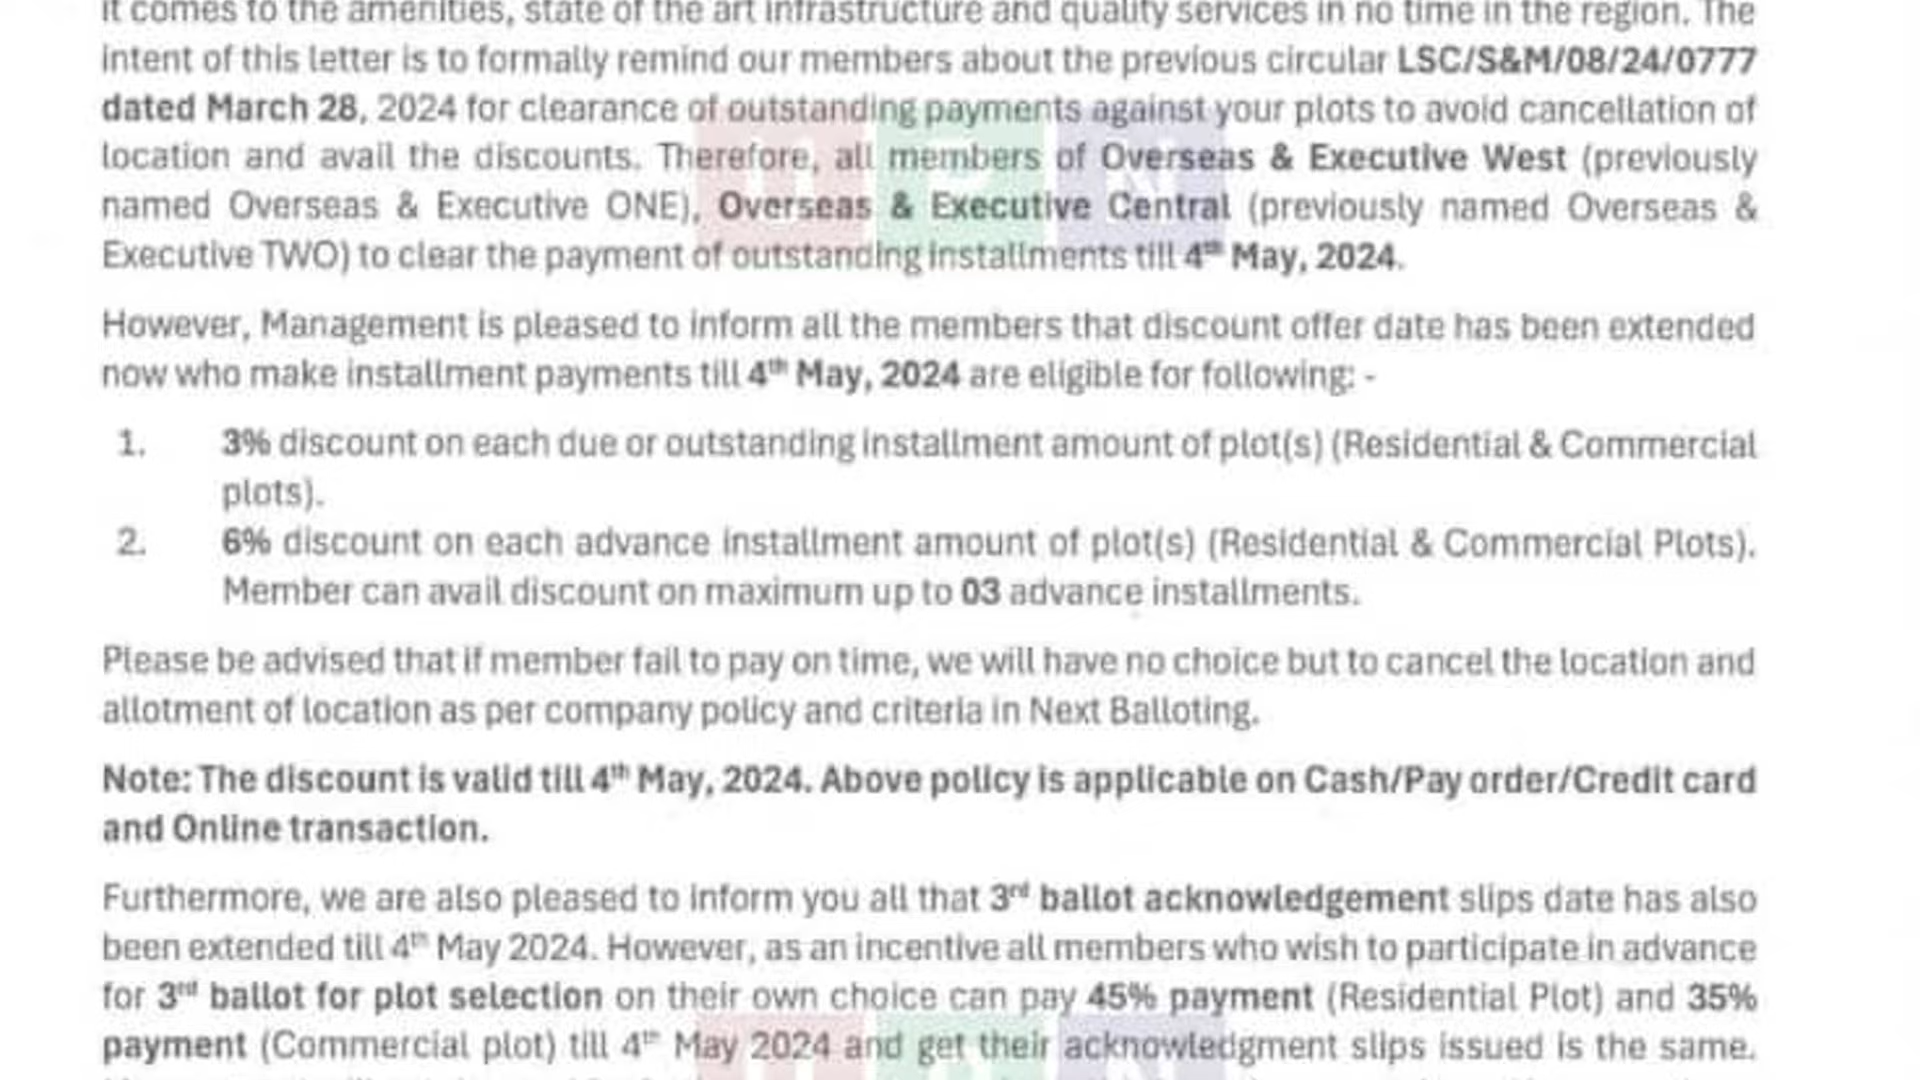 it comes to the amenities, state of the art infrastructure and quality services in no time in the region. The
intent of this letter is to formally remind our members about the previous circular LSC/S&M/08/24/0777
dated March 28, 2024 for clearance of outstanding payments against your plots to avoid cancellation of
location and avail the discounts. Therefore, all members of Overseas & Executive West (previously
named Overseas & Executive ONE), Overseas & Executive Central (previously named Overseas &
Executive TWO) to clear the payment of outstanding installments till 4th May, 2024.
However, Management is pleased to inform all the members that discount offer date has been extended
now who make installment payments till 4th May, 2024 are eligible for following: -
1. 3% discount on each due or outstanding installment amount of plot(s) (Residential & Commercial
plots).
2. 6% discount on each advance installment amount of plot(s) (Residential & Commercial Plots).
Member can avail discount on maximum up to 03 advance installments.
Please be advised that if member fail to pay on time, we will have no choice but to cancel the location and
allotment of location as per company policy and criteria in Next Balloting.
Note: The discount is valid till 4th May, 2024. Above policy is applicable on Cash/Pay order/Credit card
and Online transaction.
Furthermore, we are also pleased to inform you all that 3rd ballot acknowledgement slips date has also
been extended till 4th May 2024. However, as an incentive all members who wish to participate in advance
for 3rd ballot for plot selection on their own choice can pay 45% payment (Residential Plot) and 35%
payment (Commercial plot) till 4th May 2024 and get their acknowledgment slips issued is the same.